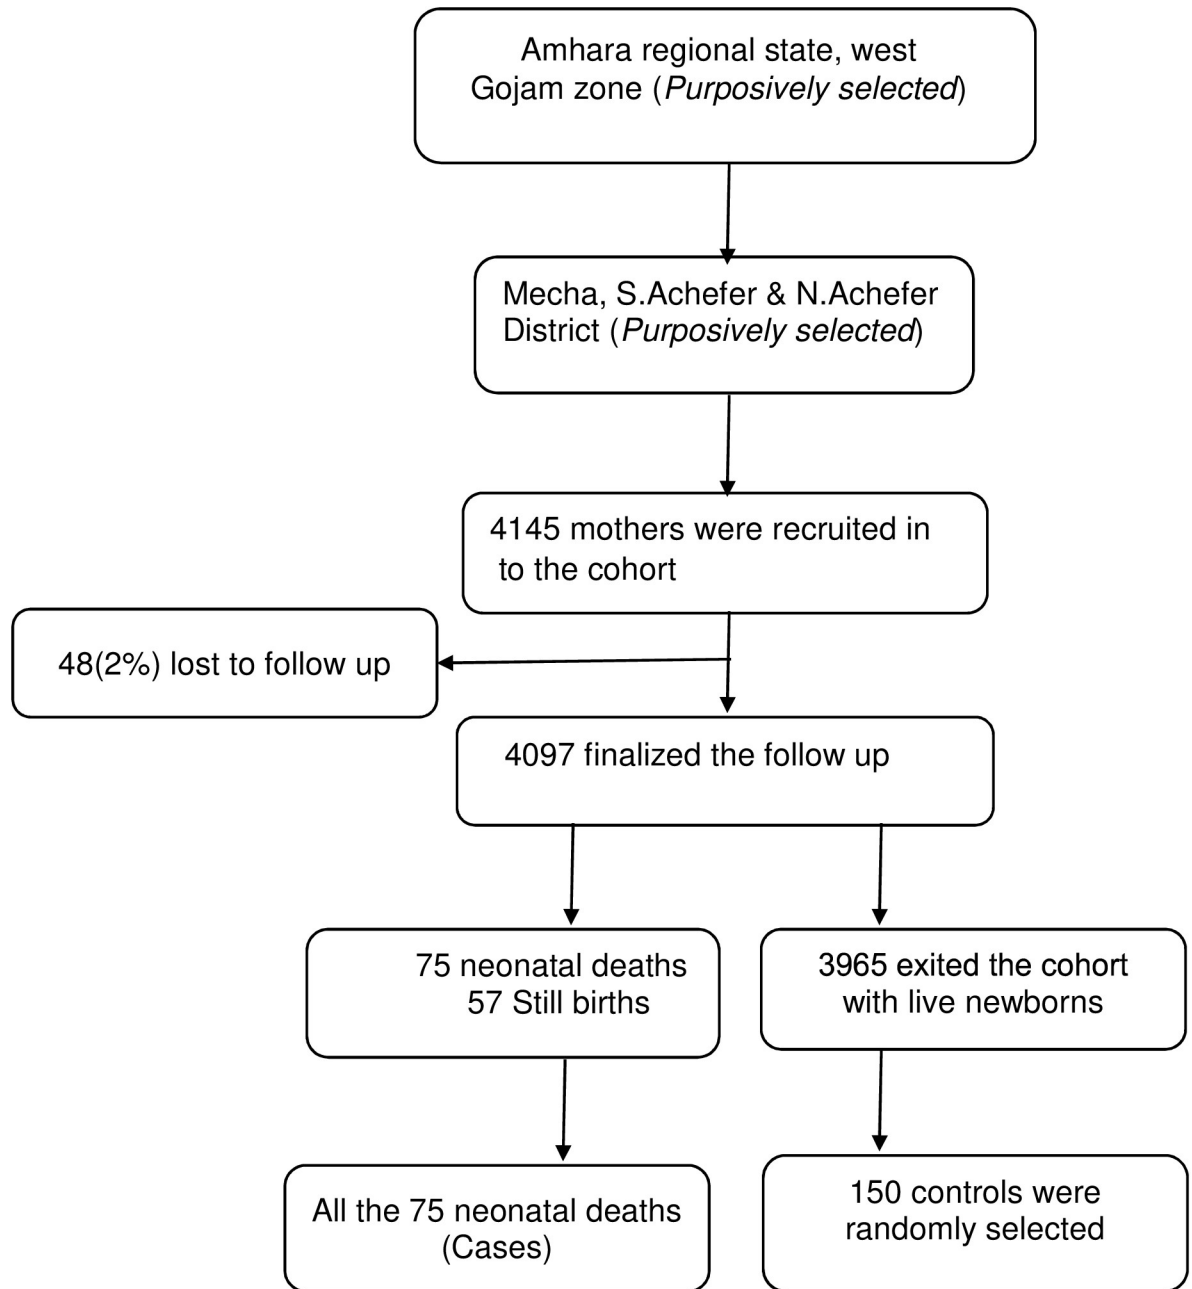 Amhara regional state, west
Gojam zone (Purposively selected)
Mecha, S.Achefer & N.Achefer
District (Purposively selected)
4145 mothers were recruited in
to the cohort
48(2%) lost to follow up
4097 finalized the follow up
75 neonatal deaths
57 Still births
3965 exited the cohort
with live newborns
All the 75 neonatal deaths
(Cases)
150 controls were
randomly selected